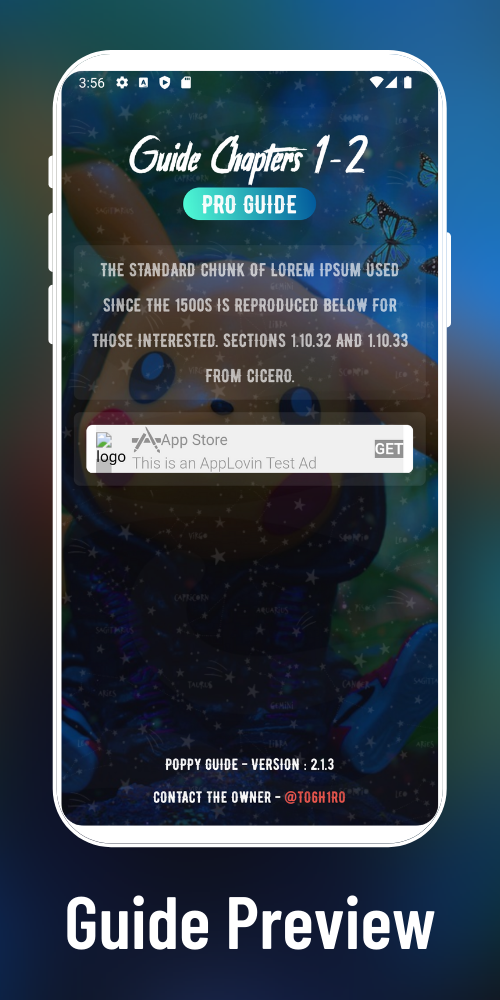 3:56
Guide Chapters 1-2
PRO GUIDE
THE STANDARD CHUNK OF LOREM IPSUM USED
SINCE THE 1500S IS REPRODUCED BELOW FOR
THOSE INTERESTED. SECTIONS 1.10.32 AND 1.10.33
FROM CICERO.
logo
App Store
This is an AppLovin Test Ad
GET
POPPY GUIDE - VERSION : 2.1.3
CONTACT THE OWNER - @TO6H1RO
Guide Preview